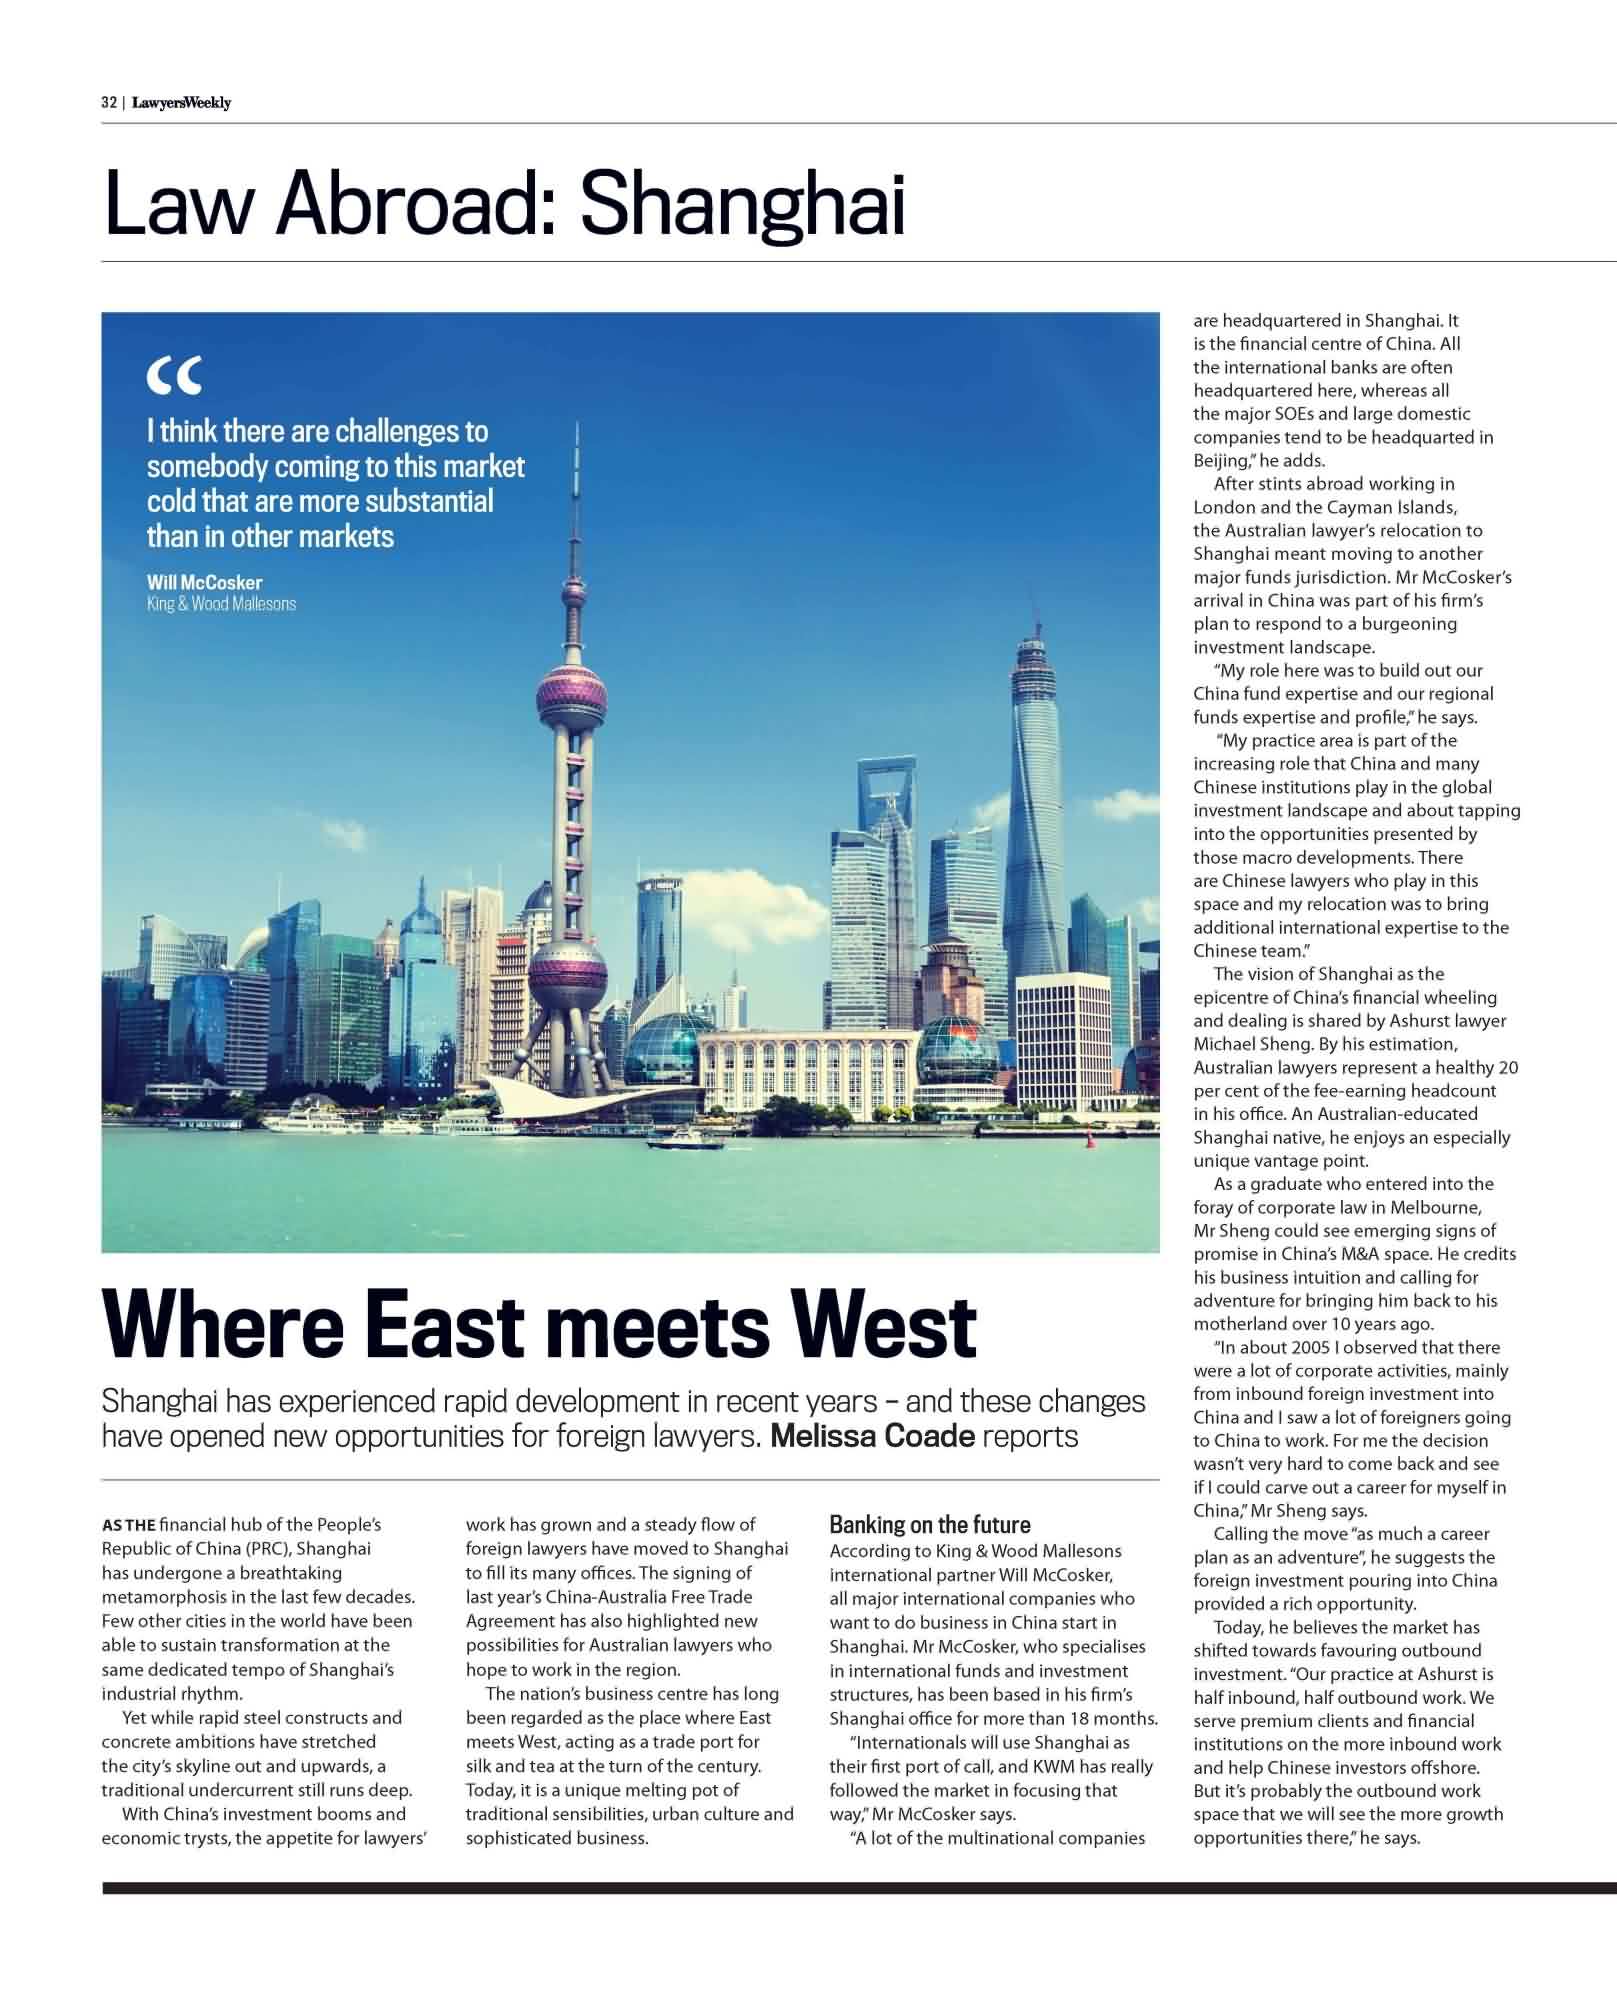 32 | LawyersWeekly
Law Abroad: Shanghai
“
I think there are challenges to
somebody coming to this market
cold that are more substantial
than in other markets
Will McCosker
King & Wood Mallesons
Where East meets West
Shanghai has experienced rapid development in recent years – and these changes
have opened new opportunities for foreign lawyers. Melissa Coade reports
AS THE financial hub of the People’s
Republic of China (PRC), Shanghai
has undergone a breathtaking
metamorphosis in the last few decades.
Few other cities in the world have been
able to sustain transformation at the
same dedicated tempo of Shanghai’s
industrial rhythm.
Yet while rapid steel constructs and
concrete ambitions have stretched
the city’s skyline out and upwards, a
traditional undercurrent still runs deep.
With China’s investment booms and
economic trysts, the appetite for lawyers’
work has grown and a steady flow of
foreign lawyers have moved to Shanghai
to fill its many offices. The signing of
last year’s China-Australia Free Trade
Agreement has also highlighted new
possibilities for Australian lawyers who
hope to work in the region.
The nation’s business centre has long
been regarded as the place where East
meets West, acting as a trade port for
silk and tea at the turn of the century.
Today, it is a unique melting pot of
traditional sensibilities, urban culture and
sophisticated business.
Banking on the future
According to King & Wood Mallesons
international partner Will McCosker,
all major international companies who
want to do business in China start in
Shanghai. Mr McCosker, who specialises
in international funds and investment
structures, has been based in his firm’s
Shanghai office for more than 18 months.
“Internationals will use Shanghai as
their first port of call, and KWM has really
followed the market in focusing that
way,” Mr McCosker says.
“A lot of the multinational companies
are headquartered in Shanghai. It
is the financial centre of China. All
the international banks are often
headquartered here, whereas all
the major SOEs and large domestic
companies tend to be headquarted in
Beijing,” he adds.
After stints abroad working in
London and the Cayman Islands,
the Australian lawyer’s relocation to
Shanghai meant moving to another
major funds jurisdiction. Mr McCosker’s
arrival in China was part of his firm’s
plan to respond to a burgeoning
investment landscape.
“My role here was to build out our
China fund expertise and our regional
funds expertise and profile,” he says.
“My practice area is part of the
increasing role that China and many
Chinese institutions play in the global
investment landscape and about tapping
into the opportunities presented by
those macro developments. There
are Chinese lawyers who play in this
space and my relocation was to bring
additional international expertise to the
Chinese team.”
The vision of Shanghai as the
epicentre of China’s financial wheeling
and dealing is shared by Ashurst lawyer
Michael Sheng. By his estimation,
Australian lawyers represent a healthy 20
per cent of the fee-earning headcount
in his office. An Australian-educated
Shanghai native, he enjoys an especially
unique vantage point.
As a graduate who entered into the
foray of corporate law in Melbourne,
Mr Sheng could see emerging signs of
promise in China’s M&A space. He credits
his business intuition and calling for
adventure for bringing him back to his
motherland over 10 years ago.
“In about 2005 I observed that there
were a lot of corporate activities, mainly
from inbound foreign investment into
China and I saw a lot of foreigners going
to China to work. For me the decision
wasn’t very hard to come back and see
if I could carve out a career for myself in
China,” Mr Sheng says.
Calling the move “as much a career
plan as an adventure”, he suggests the
foreign investment pouring into China
provided a rich opportunity.
Today, he believes the market has
shifted towards favouring outbound
investment. “Our practice at Ashurst is
half inbound, half outbound work. We
serve premium clients and financial
institutions on the more inbound work
and help Chinese investors offshore.
But it’s probably the outbound work
space that we will see the more growth
opportunities there,” he says.